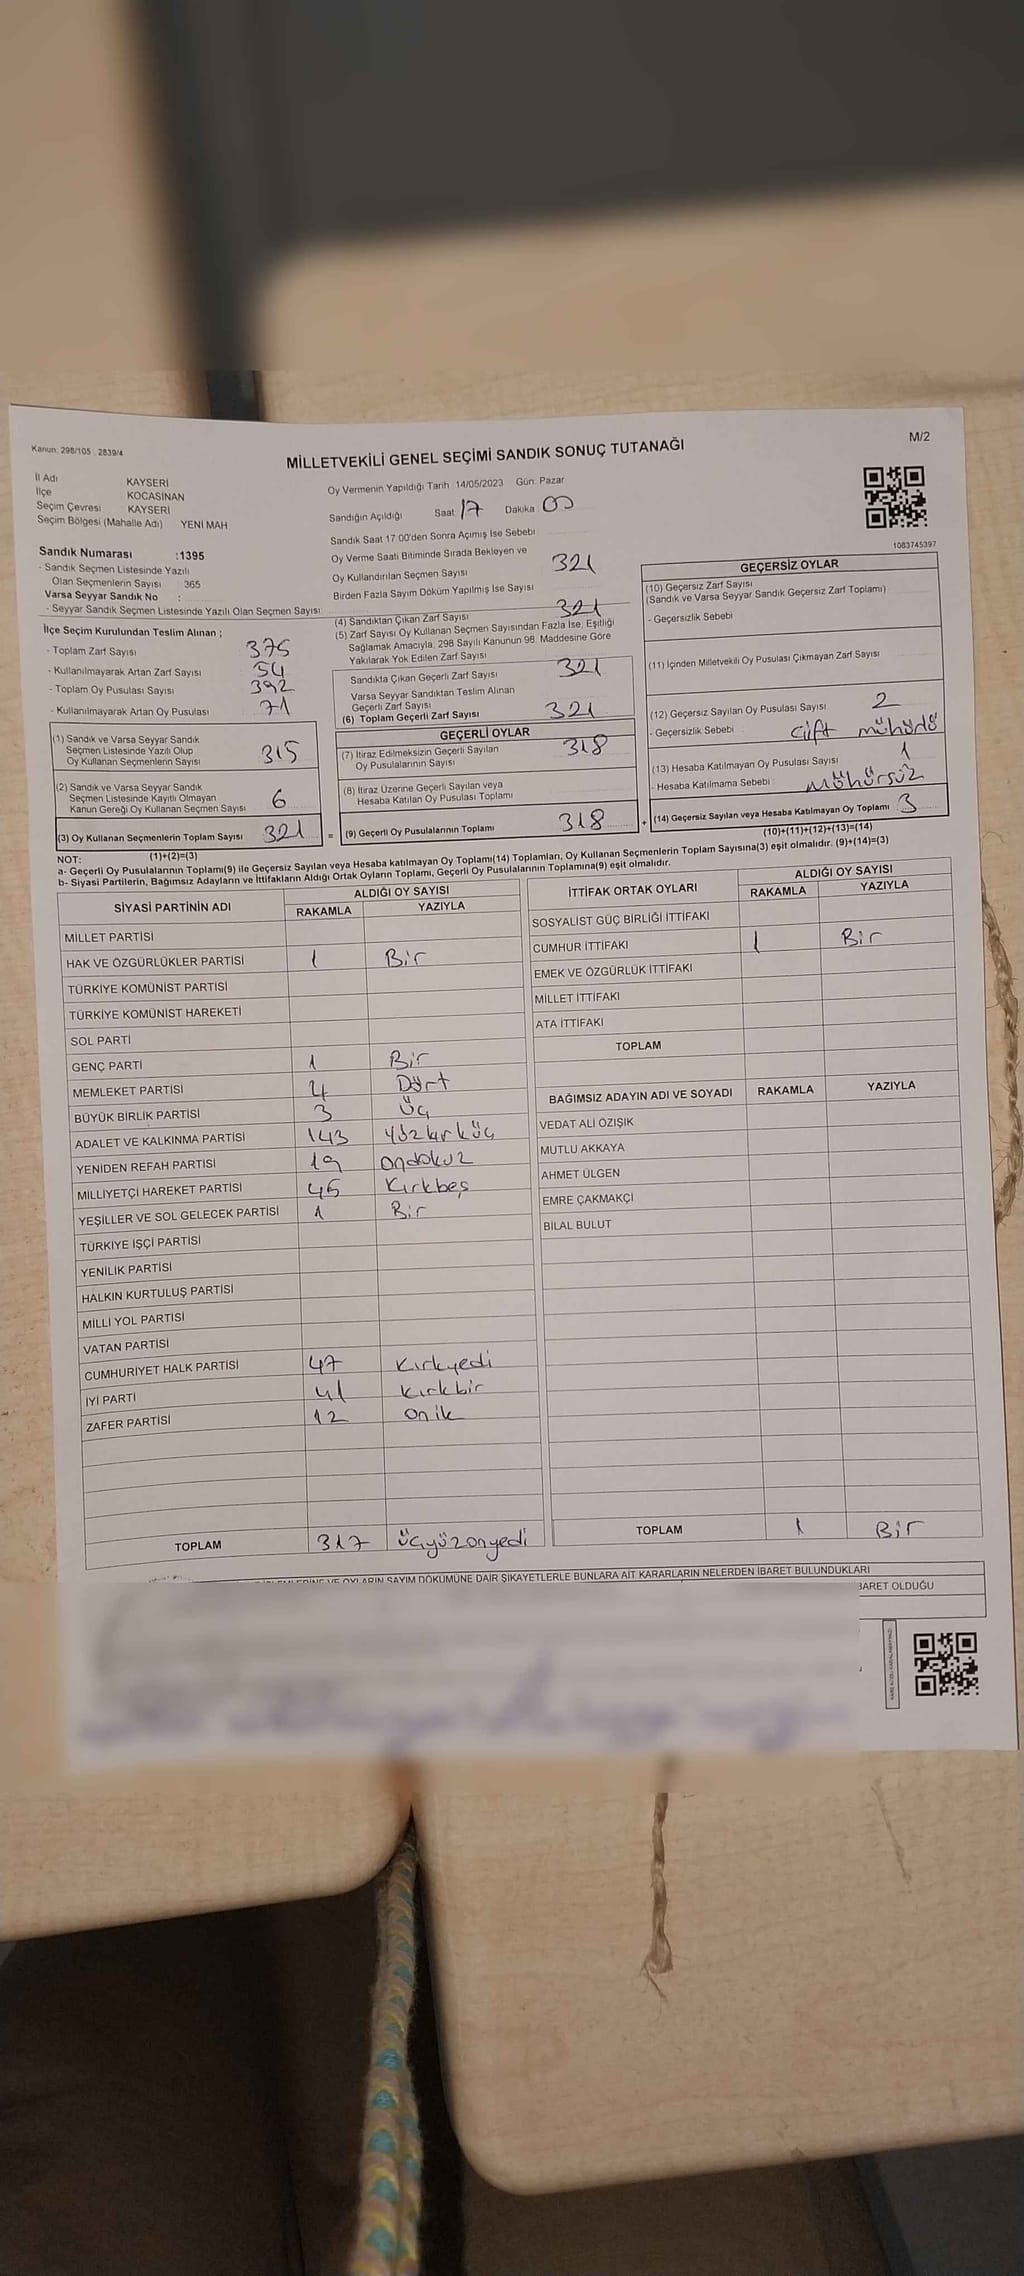 Kanun: 298/105 , 2839/4
M/2
MİLLETVEKİLİ GENEL SEÇİMİ SANDIK SONUÇ TUTANAĞI
İl Adı KAYSERİ
İlçe KOCASİNAN
Seçim Çevresi KAYSERİ
Seçim Bölgesi (Mahalle Adı) YENİ MAH
Oy Vermenin Yapıldığı Tarih 14/05/2023 Gün: Pazar
Sandığın Açıldığı Saat 17 Dakika 00
Sandık Saat 17 00'den Sonra Açımış İse Sebebi
Sandık Numarası :1395
- Sandık Seçmen Listesinde Yazılı
Olan Seçmenlerin Sayısı 365
Varsa Seyyar Sandık No :
- Seyyar Sandık Seçmen Listesinde Yazılı Olan Seçmen Sayısı:
Oy Verme Saati Bitiminde Sırada Bekleyen ve
Oy Kullandırılan Seçmen Sayısı 321
Birden Fazla Sayım Döküm Yapılmış İse Sayısı
1083745397
İlçe Seçim Kurulundan Teslim Alınan ;
- Toplam Zarf Sayısı 375
- Kullanılmayarak Artan Zarf Sayısı 54
- Toplam Oy Pusulası Sayısı 392
- Kullanılmayarak Artan Oy Pusulası 71
(4) Sandıktan Çıkan Zarf Sayısı 321
(5) Zarf Sayısı Oy Kullanan Seçmen Sayısından Fazla İse, Eşitliği
Sağlamak Amacıyla, 298 Sayılı Kanunun 98. Maddesine Göre
Yakılarak Yok Edilen Zarf Sayısı
Sandıkta Çıkan Geçerli Zarf Sayısı 321
Varsa Seyyar Sandıktan Teslim Alınan
Geçerli Zarf Sayısı
(6) Toplam Geçerli Zarf Sayısı 321
GEÇERSİZ OYLAR
(10) Geçersiz Zarf Sayısı
(Sandık ve Varsa Seyyar Sandık Geçersiz Zarf Toplamı)
- Geçersizlik Sebebi
(11) İçinden Milletvekili Oy Pusulası Çıkmayan Zarf Sayısı
(12) Geçersiz Sayılan Oy Pusulası Sayısı 2
- Geçersizlik Sebebi Çift mühürlü
(13) Hesaba Katılmayan Oy Pusulası Sayısı 1
- Hesaba Katılmama Sebebi Mühürsüz
(14) Geçersiz Sayılan veya Hesaba Katılmayan Oy Toplamı 3
(10)+(11)+(12)+(13)=(14)
(1) Sandık ve Varsa Seyyar Sandık
Seçmen Listesinde Yazılı Olup
Oy Kullanan Seçmenlerin Sayısı 315
(2) Sandık ve Varsa Seyyar Sandık
Seçmen Listesinde Kayıtlı Olmayan
Kanun Gereği Oy Kullanan Seçmen Sayısı 6
(3) Oy Kullanan Seçmenlerin Toplam Sayısı 321 =
(1)+(2)=(3)
GEÇERLİ OYLAR
(7) İtiraz Edilmeksizin Geçerli Sayılan
Oy Pusulalarının Sayısı 318
(8) İtiraz Üzerine Geçerli Sayılan veya
Hesaba Katılan Oy Pusulası Toplamı
(9) Geçerli Oy Pusulalarının Toplamı 318 +
NOT:
a- Geçerli Oy Pusulalarının Toplamı(9) ile Geçersiz Sayılan veya Hesaba katılmayan Oy Toplamı(14) Toplamları, Oy Kullanan Seçmenlerin Toplam Sayısına(3) eşit olmalıdır. (9)+(14)=(3)
b- Siyasi Partilerin, Bağımsız Adayların ve İttifakların Aldığı Ortak Oyların Toplamı, Geçerli Oy Pusulalarının Toplamına(9) eşit olmalıdır.
SİYASİ PARTİNİN ADI ALDIĞI OY SAYISI
RAKAMLA YAZIYLA
MİLLET PARTİSİ
HAK VE ÖZGÜRLÜKLER PARTİSİ 1 Bir
TÜRKİYE KOMÜNİST PARTİSİ
TÜRKİYE KOMÜNİST HAREKETİ
SOL PARTİ
GENÇ PARTİ 1 Bir
MEMLEKET PARTİSİ 4 Dört
BÜYÜK BİRLİK PARTİSİ 3 Üç
ADALET VE KALKINMA PARTİSİ 143 Yüzkırküç
YENİDEN REFAH PARTİSİ 19 ondokuz
MİLLİYETÇİ HAREKET PARTİSİ 45 Kırkbeş
YEŞİLLER VE SOL GELECEK PARTİSİ 1 Bir
TÜRKİYE İŞÇİ PARTİSİ
YENİLİK PARTİSİ
HALKIN KURTULUŞ PARTİSİ
MİLLİ YOL PARTİSİ
VATAN PARTİSİ
CUMHURİYET HALK PARTİSİ 47 Kırkyedi
İYİ PARTİ 41 Kırkbir
ZAFER PARTİSİ 12 onik
TOPLAM 317 üçyüzonyedi
İTTİFAK ORTAK OYLARI ALDIĞI OY SAYISI
RAKAMLA YAZIYLA
SOSYALİST GÜÇ BİRLİĞİ İTTİFAKI
CUMHUR İTTİFAKI 1 Bir
EMEK VE ÖZGÜRLÜK İTTİFAKI
MİLLET İTTİFAKI
ATA İTTİFAKI
TOPLAM
BAĞIMSIZ ADAYIN ADI VE SOYADI RAKAMLA YAZIYLA
VEDAT ALİ ÖZIŞIK
MUTLU AKKAYA
AHMET ÜLGEN
EMRE ÇAKMAKÇİ
BİLAL BULUT
TOPLAM 1 Bir
VE OYLARIN SAYIM DÖKÜMÜNE DAİR ŞİKAYETLERLE BUNLARA AİT KARARLARIN NELERDEN İBARET BULUNDUKLARI
BARET OLDUĞU